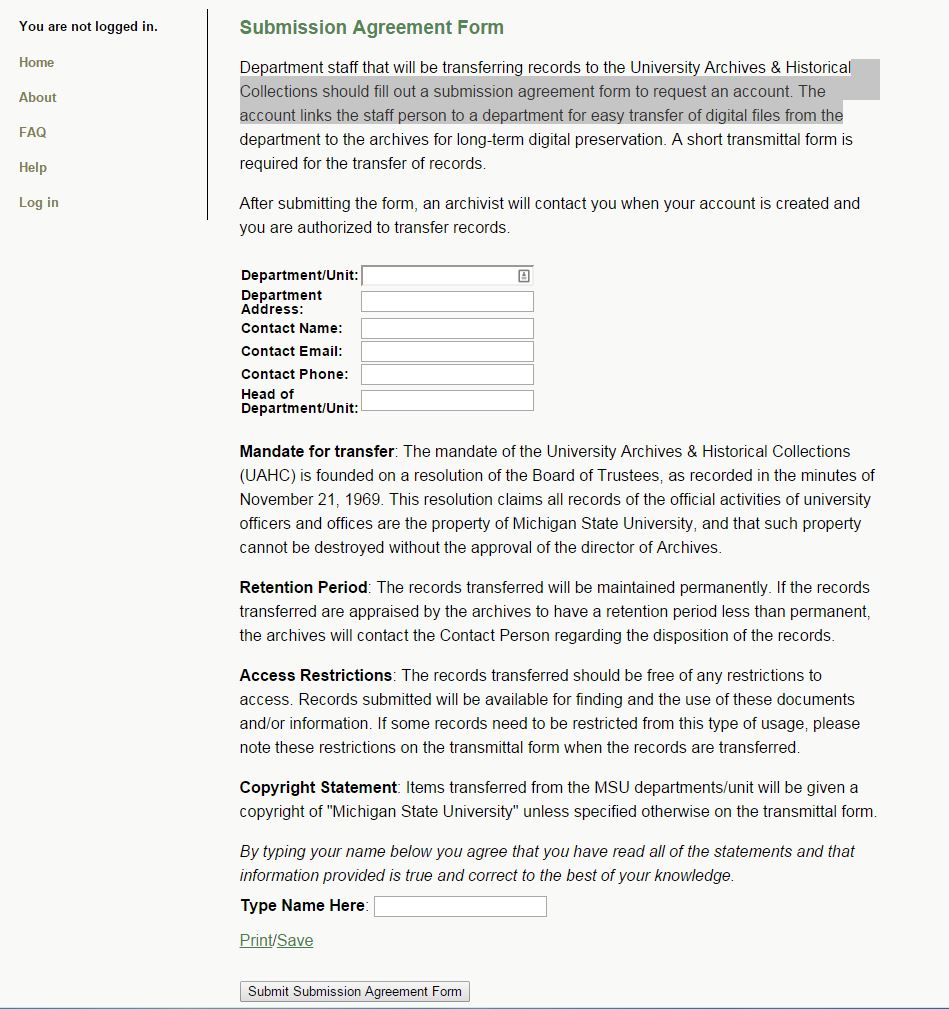 You are not logged in.
Home
About
FAQ
Help
Log in
Submission Agreement Form
Department staff that will be transferring records to the University Archives & Historical
Collections should fill out a submission agreement form to request an account. The
account links the staff person to a department for easy transfer of digital files from the
department to the archives for long-term digital preservation. A short transmittal form is
required for the transfer of records.
After submitting the form, an archivist will contact you when your account is created and
you are authorized to transfer records.
Department/Unit:
Department
Address:
Contact Name:
Contact Email:
Contact Phone:
Head of
Department/Unit:
Mandate for transfer: The mandate of the University Archives & Historical Collections
(UAHC) is founded on a resolution of the Board of Trustees, as recorded in the minutes of
November 21, 1969. This resolution claims all records of the official activities of university
officers and offices are the property of Michigan State University, and that such property
cannot be destroyed without the approval of the director of Archives.
Retention Period: The records transferred will be maintained permanently. If the records
transferred are appraised by the archives to have a retention period less than permanent,
the archives will contact the Contact Person regarding the disposition of the records.
Access Restrictions: The records transferred should be free of any restrictions to
access. Records submitted will be available for finding and the use of these documents
and/or information. If some records need to be restricted from this type of usage, please
note these restrictions on the transmittal form when the records are transferred.
Copyright Statement: Items transferred from the MSU departments/unit will be given a
copyright of "Michigan State University" unless specified otherwise on the transmittal form.
By typing your name below you agree that you have read all of the statements and that
information provided is true and correct to the best of your knowledge.
Type Name Here:
Print/Save
Submit Submission Agreement Form